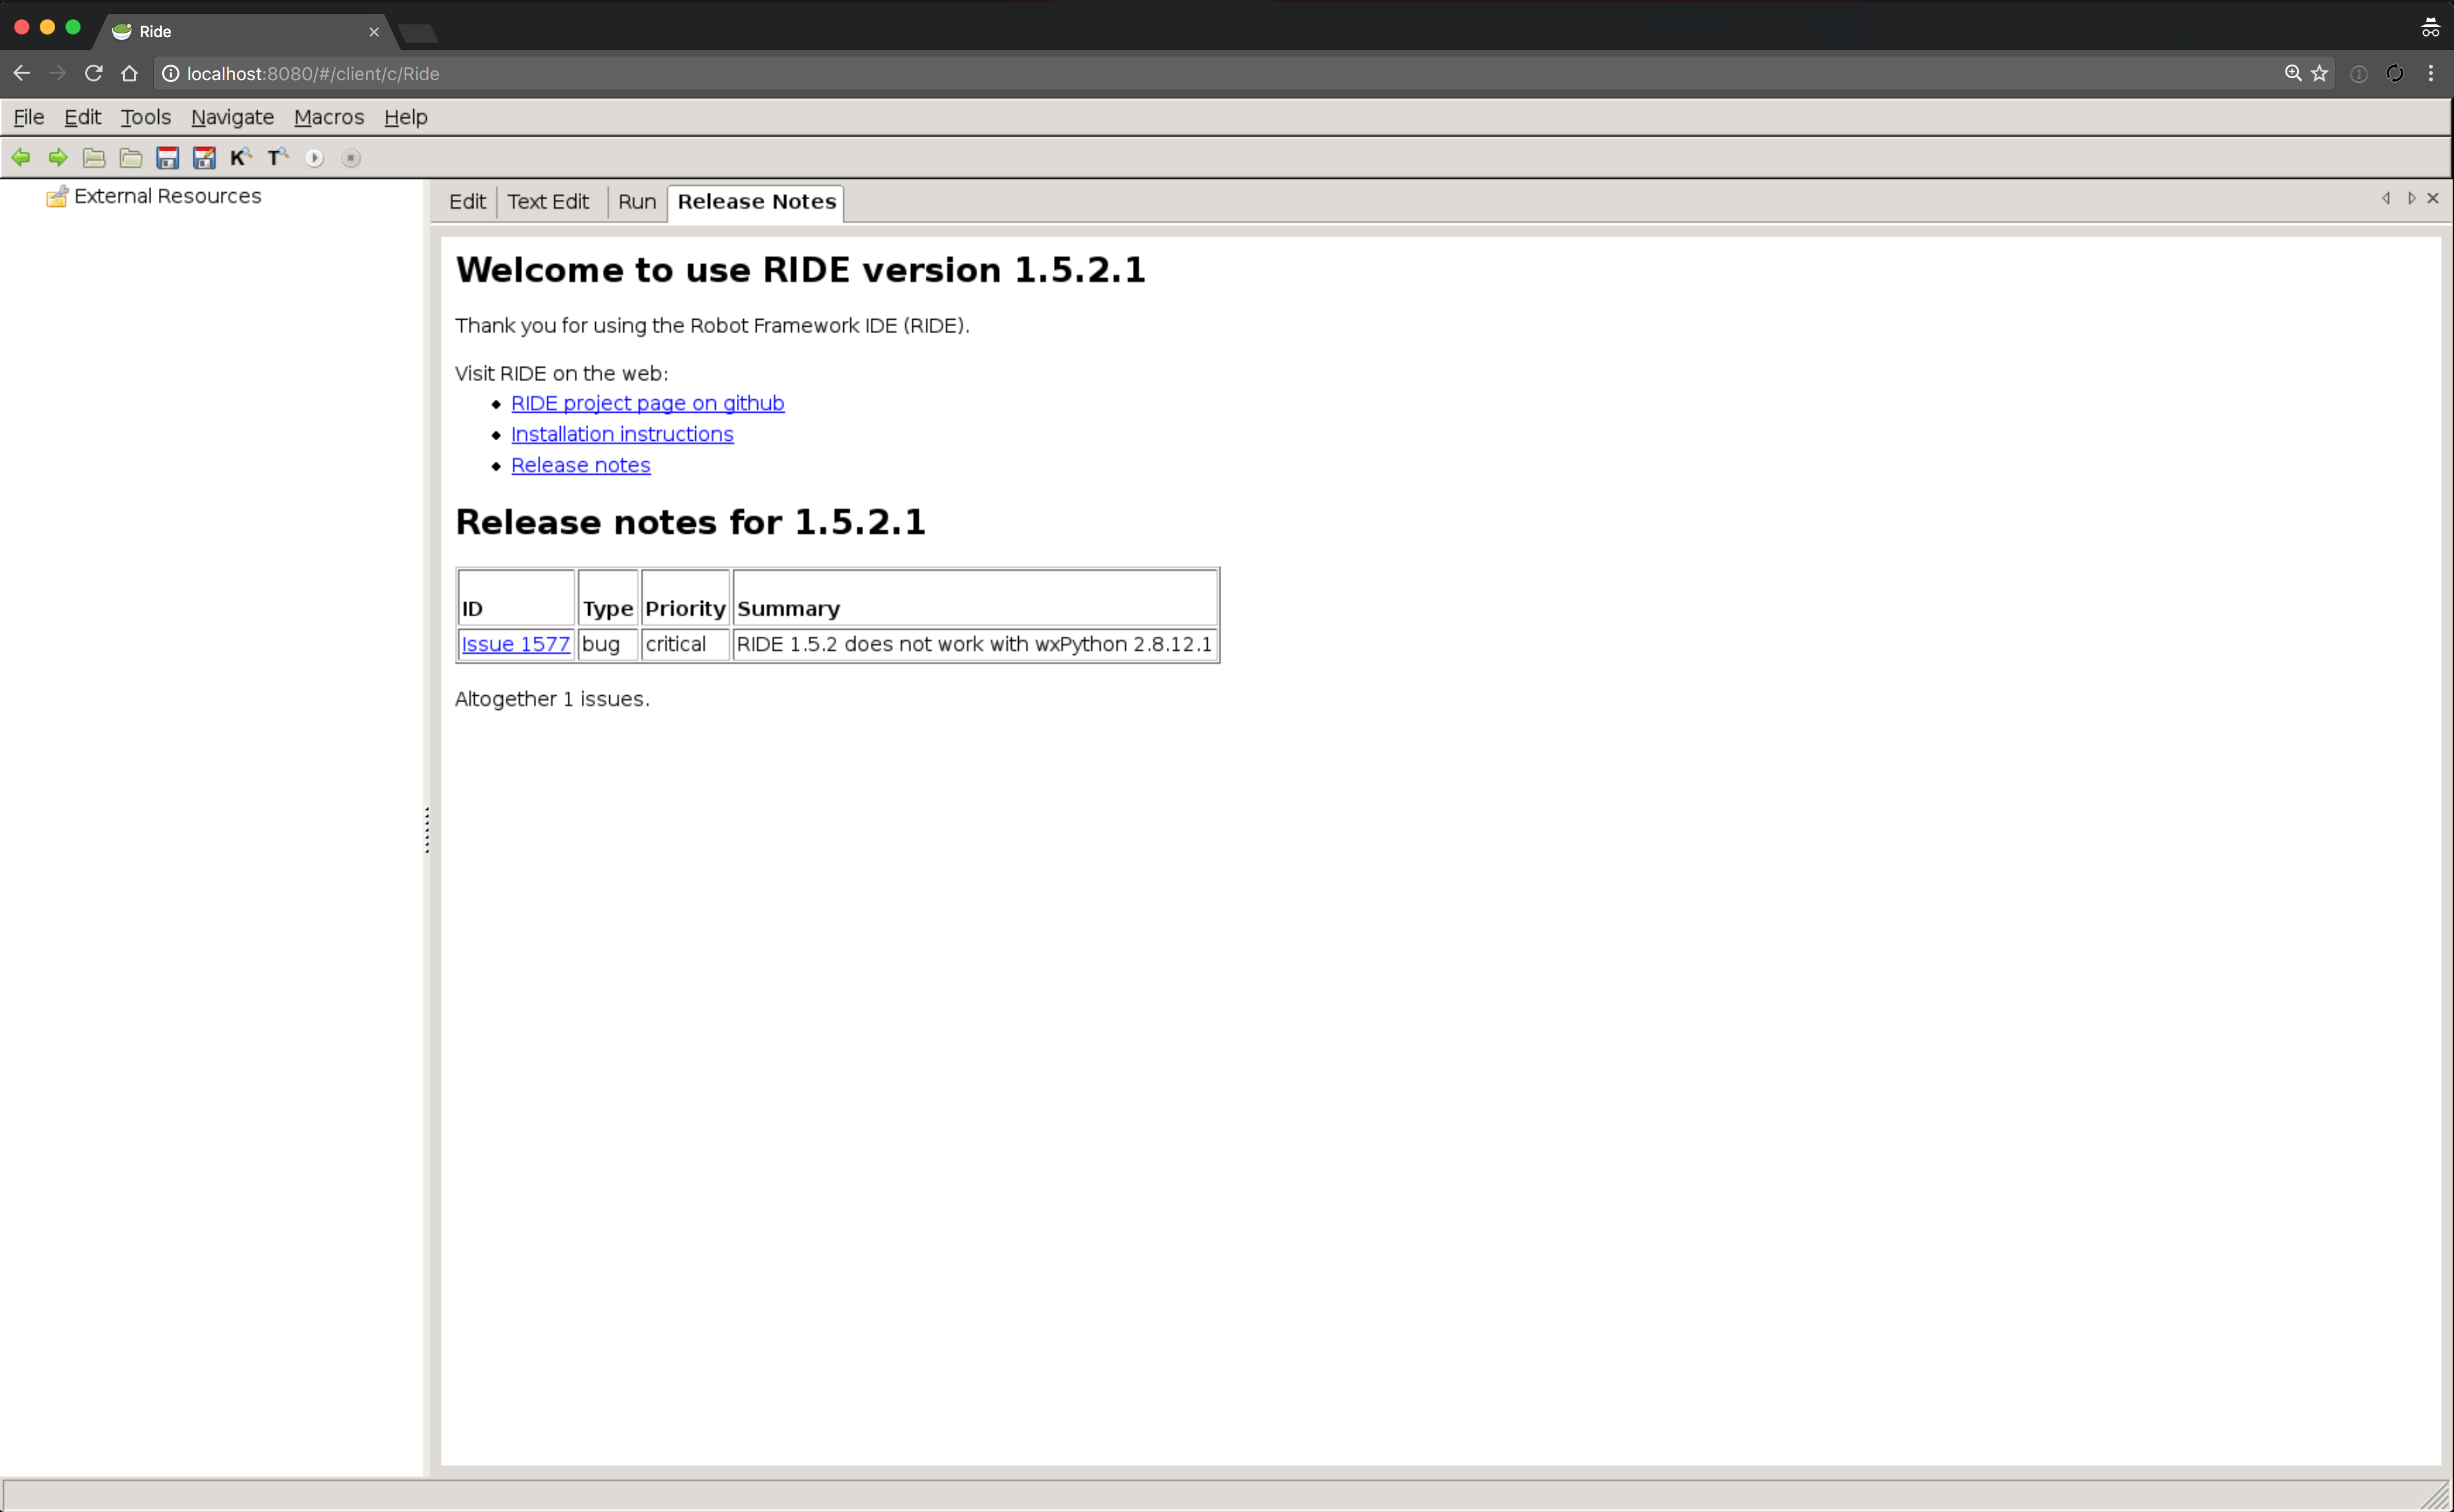 Ride
localhost:8080/#/client/c/Ride
File Edit Tools Navigate Macros Help
K T
External Resources
Edit Text Edit Run Release Notes
Welcome to use RIDE version 1.5.2.1
Thank you for using the Robot Framework IDE (RIDE).
Visit RIDE on the web:
RIDE project page on github
Installation instructions
Release notes
Release notes for 1.5.2.1
ID Type Priority Summary
Issue 1577 bug critical RIDE 1.5.2 does not work with wxPython 2.8.12.1
Altogether 1 issues.